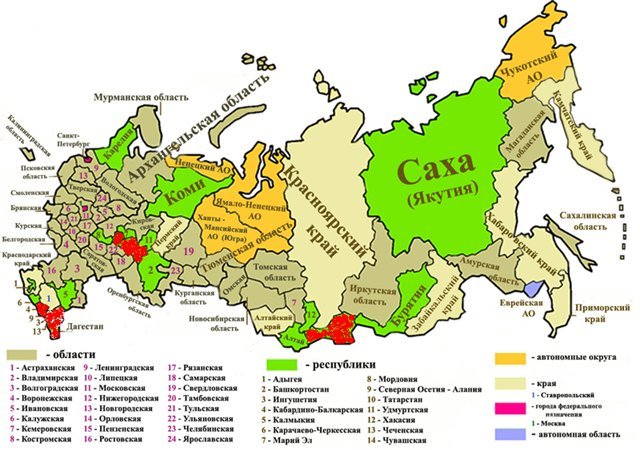 Чукотский
АО
Камчатский край
Мурманская область
Архангельская область
Калининградская
область
Санкт-
Петербург
Карелия
Магаданская
область
Саха
(Якутия)
Псковская
область
Ненецкий АО
Коми
Красноярский
край
Смоленская
Тверская
Вологодская
Ямало-Ненецкий
АО
Брянская
Ханты-
Мансийский
АО (Югра)
Курская
Кировская
Пермский
край
Сахалинская
область
Белгородская
Тюменская область
Хабаровский край
Краснодарский
край
Саратовская
Томская
область
Амурская
область
Иркутская
область
Омская
Оренбургская
область
Курганская
область
Бурятия
Забайкальский
край
Еврейская
АО
Приморский
край
Новосибирская
область
Алтайский
край
Алтай
Дагестан
- области
- республики
- автономные округа
- края
1 - Ставропольский
- города федерального
назначения
1 - Москва
- автономная область
1 - Астраханская
2 - Владимирская
3 - Волгоградская
4 - Воронежская
5 - Ивановская
6 - Калужская
7 - Кемеровская
8 - Костромская
9 - Ленинградская
10 - Липецкая
11 - Московская
12 - Нижегородская
13 - Новгородская
14 - Орловская
15 - Пензенская
16 - Ростовская
17 - Рязанская
18 - Самарская
19 - Свердловская
20 - Тамбовская
21 - Тульская
22 - Ульяновская
23 - Челябинская
24 - Ярославская
1 - Адыгея
2 - Башкортостан
3 - Ингушетия
4 - Кабардино-Балкарская
5 - Калмыкия
6 - Карачаево-Черкесская
7 - Марий Эл
8 - Мордовия
9 - Северная Осетия - Алания
10 - Татарстан
11 - Удмуртская
12 - Хакасия
13 - Чеченская
14 - Чувашская